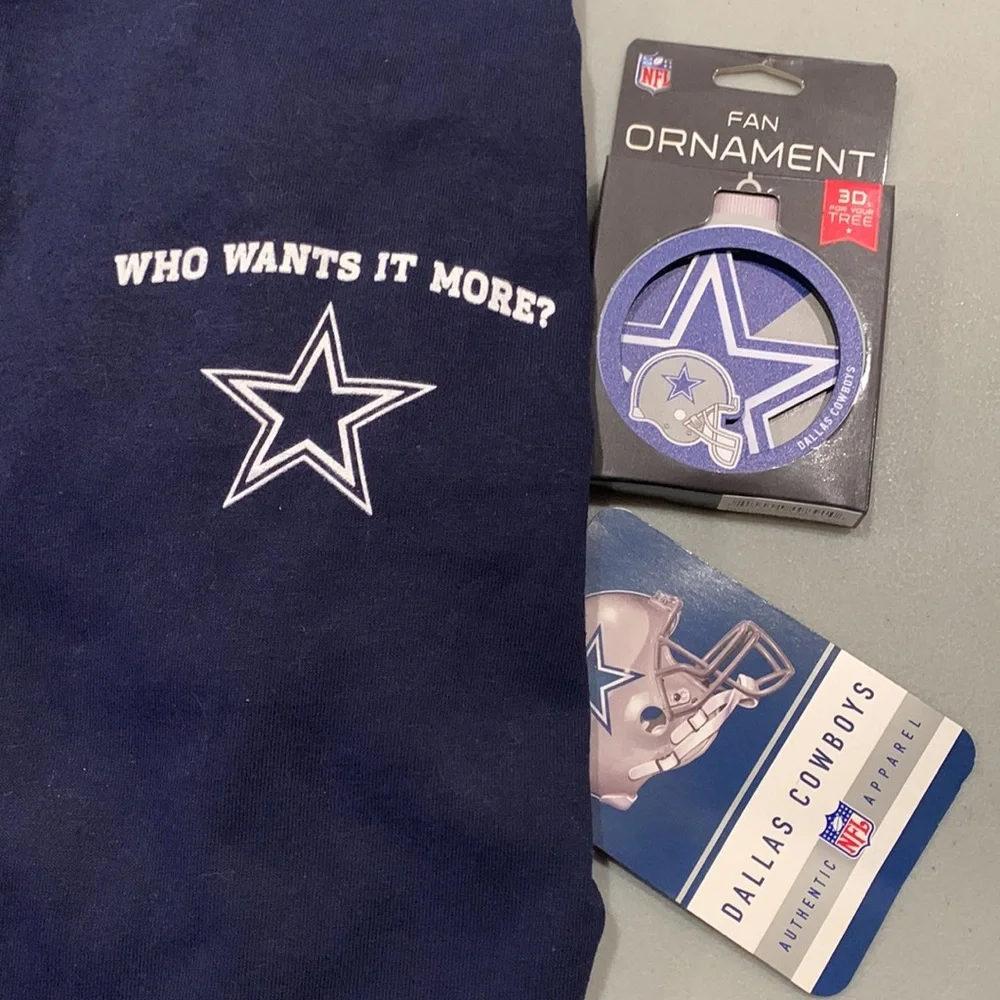 WHO WANTS IT MORE?
NFL
FAN
ORNAMENT
3D
FOR YOUR
TREE
DALLAS COWBOYS
DALLAS COWBOYS
AUTHENTIC NFL APPAREL